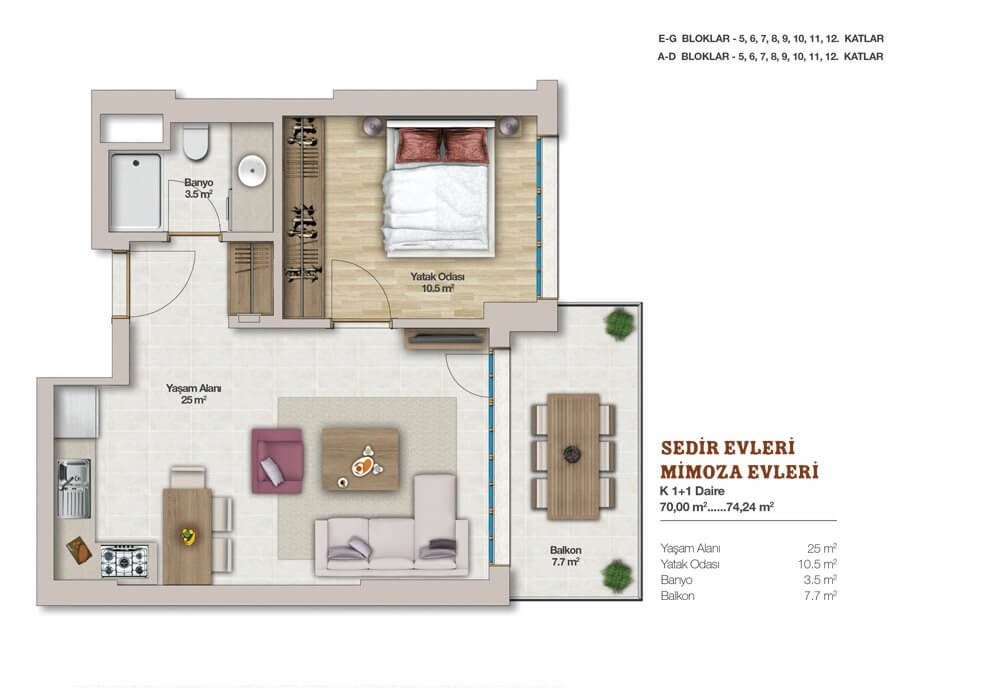 E-G BLOKLAR - 5, 6, 7, 8, 9, 10, 11, 12. KATLAR
A-D BLOKLAR - 5, 6, 7, 8, 9, 10, 11, 12. KATLAR
Banyo
3.5 m²
Yatak Odası
10.5 m²
Yaşam Alanı
25 m²
Balkon
7.7 m²
SEDİR EVLERİ
MİMOZA EVLERİ
K 1+1 Daire
70,00 m²......74,24 m²
Yaşam Alanı 25 m²
Yatak Odası 10.5 m²
Banyo 3.5 m²
Balkon 7.7 m²